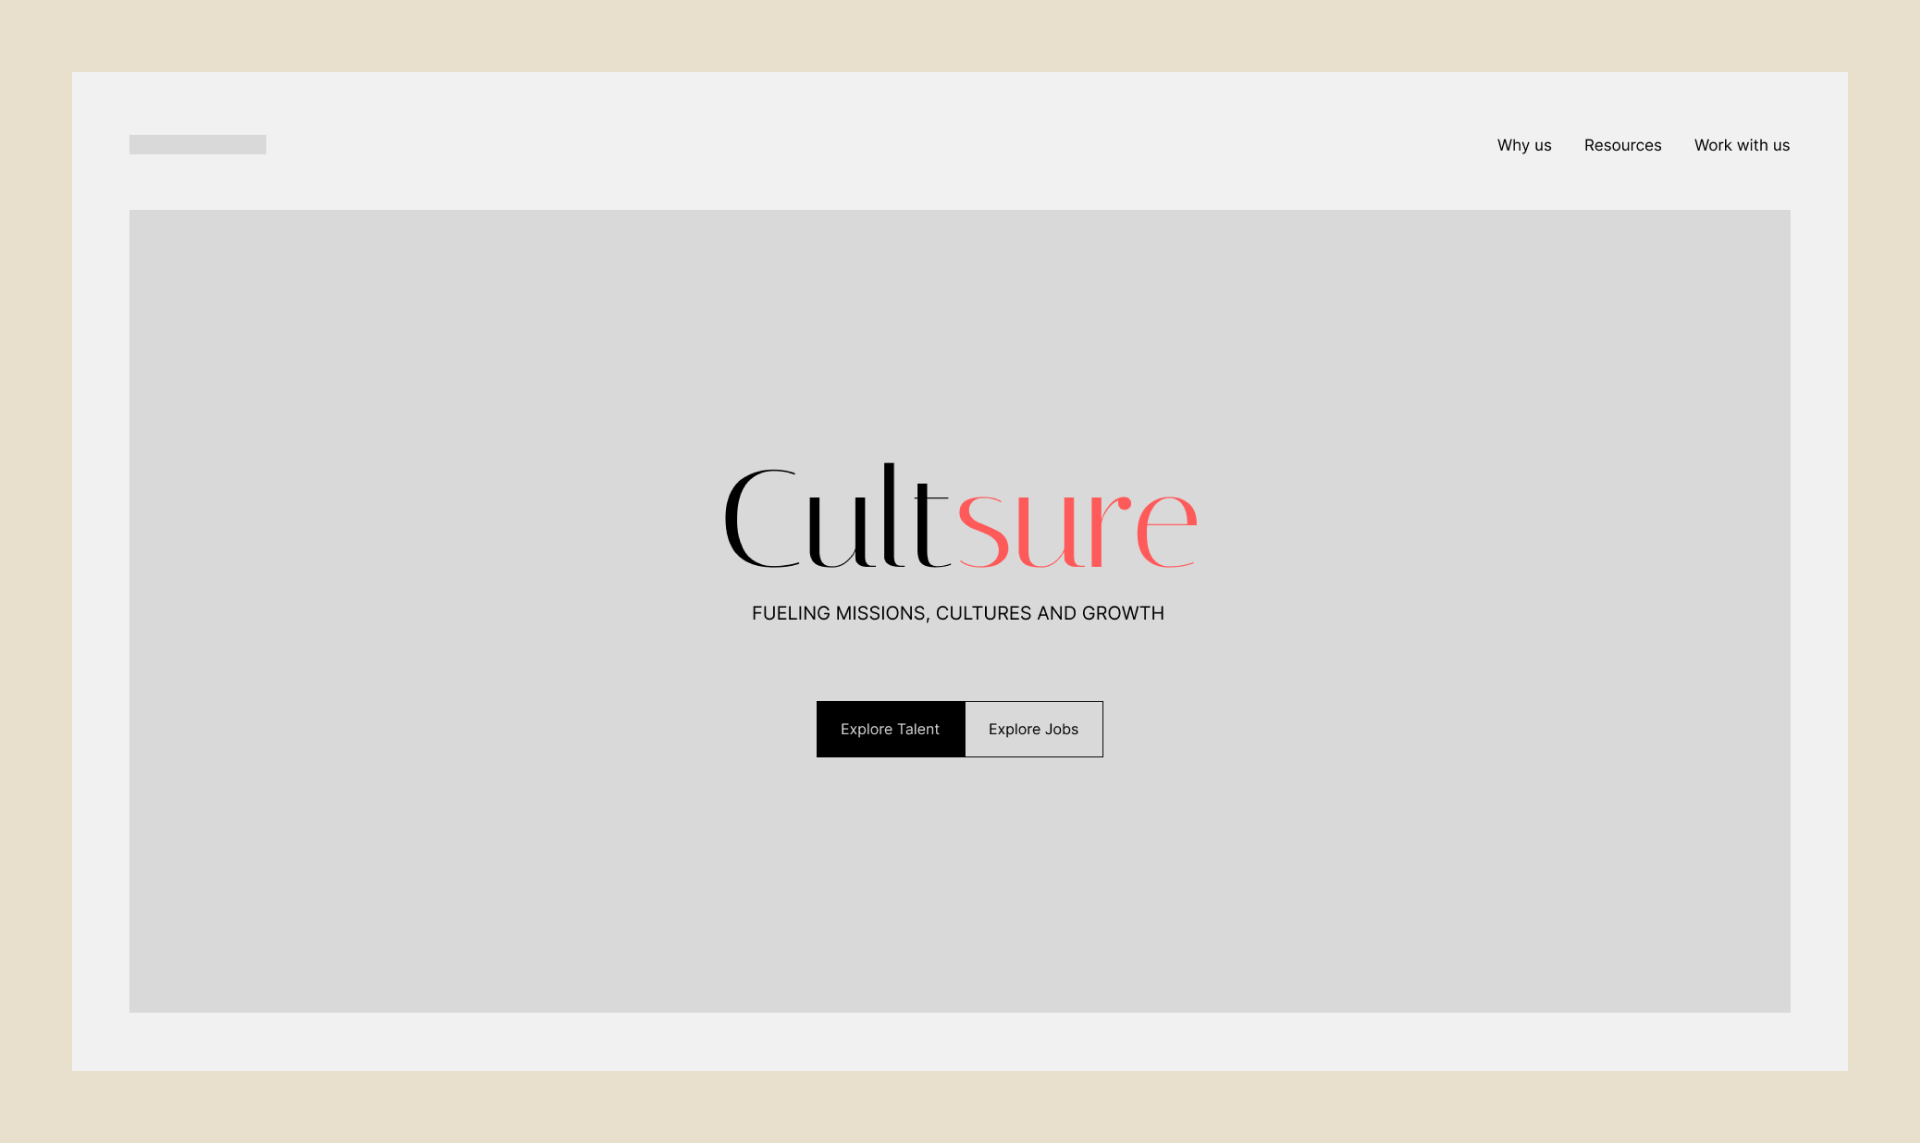 Why us Resources Work with us
Cultsure
FUELING MISSIONS, CULTURES AND GROWTH
Explore Talent Explore Jobs